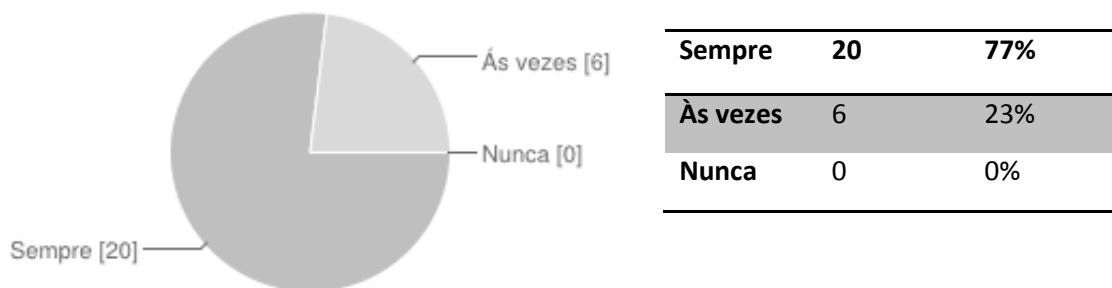 Ás vezes [6]
Nunca [0]
Sempre [20]
Sempre 20 77%
Às vezes 6 23%
Nunca 0 0%